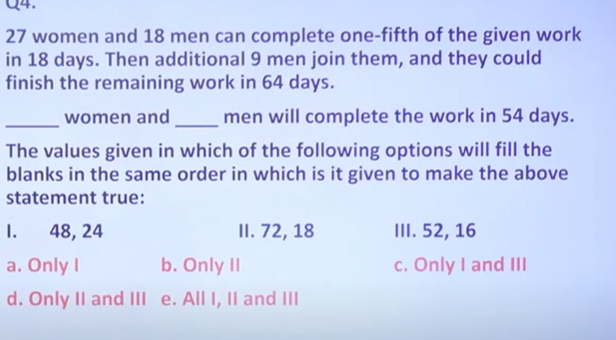 Q4.
27 women and 18 men can complete one-fifth of the given work
in 18 days. Then additional 9 men join them, and they could
finish the remaining work in 64 days.
______ women and _____ men will complete the work in 54 days.
The values given in which of the following options will fill the
blanks in the same order in which is it given to make the above
statement true:
I. 48, 24 II. 72, 18 III. 52, 16
a. Only I b. Only II c. Only I and III
d. Only II and III e. All I, II and III